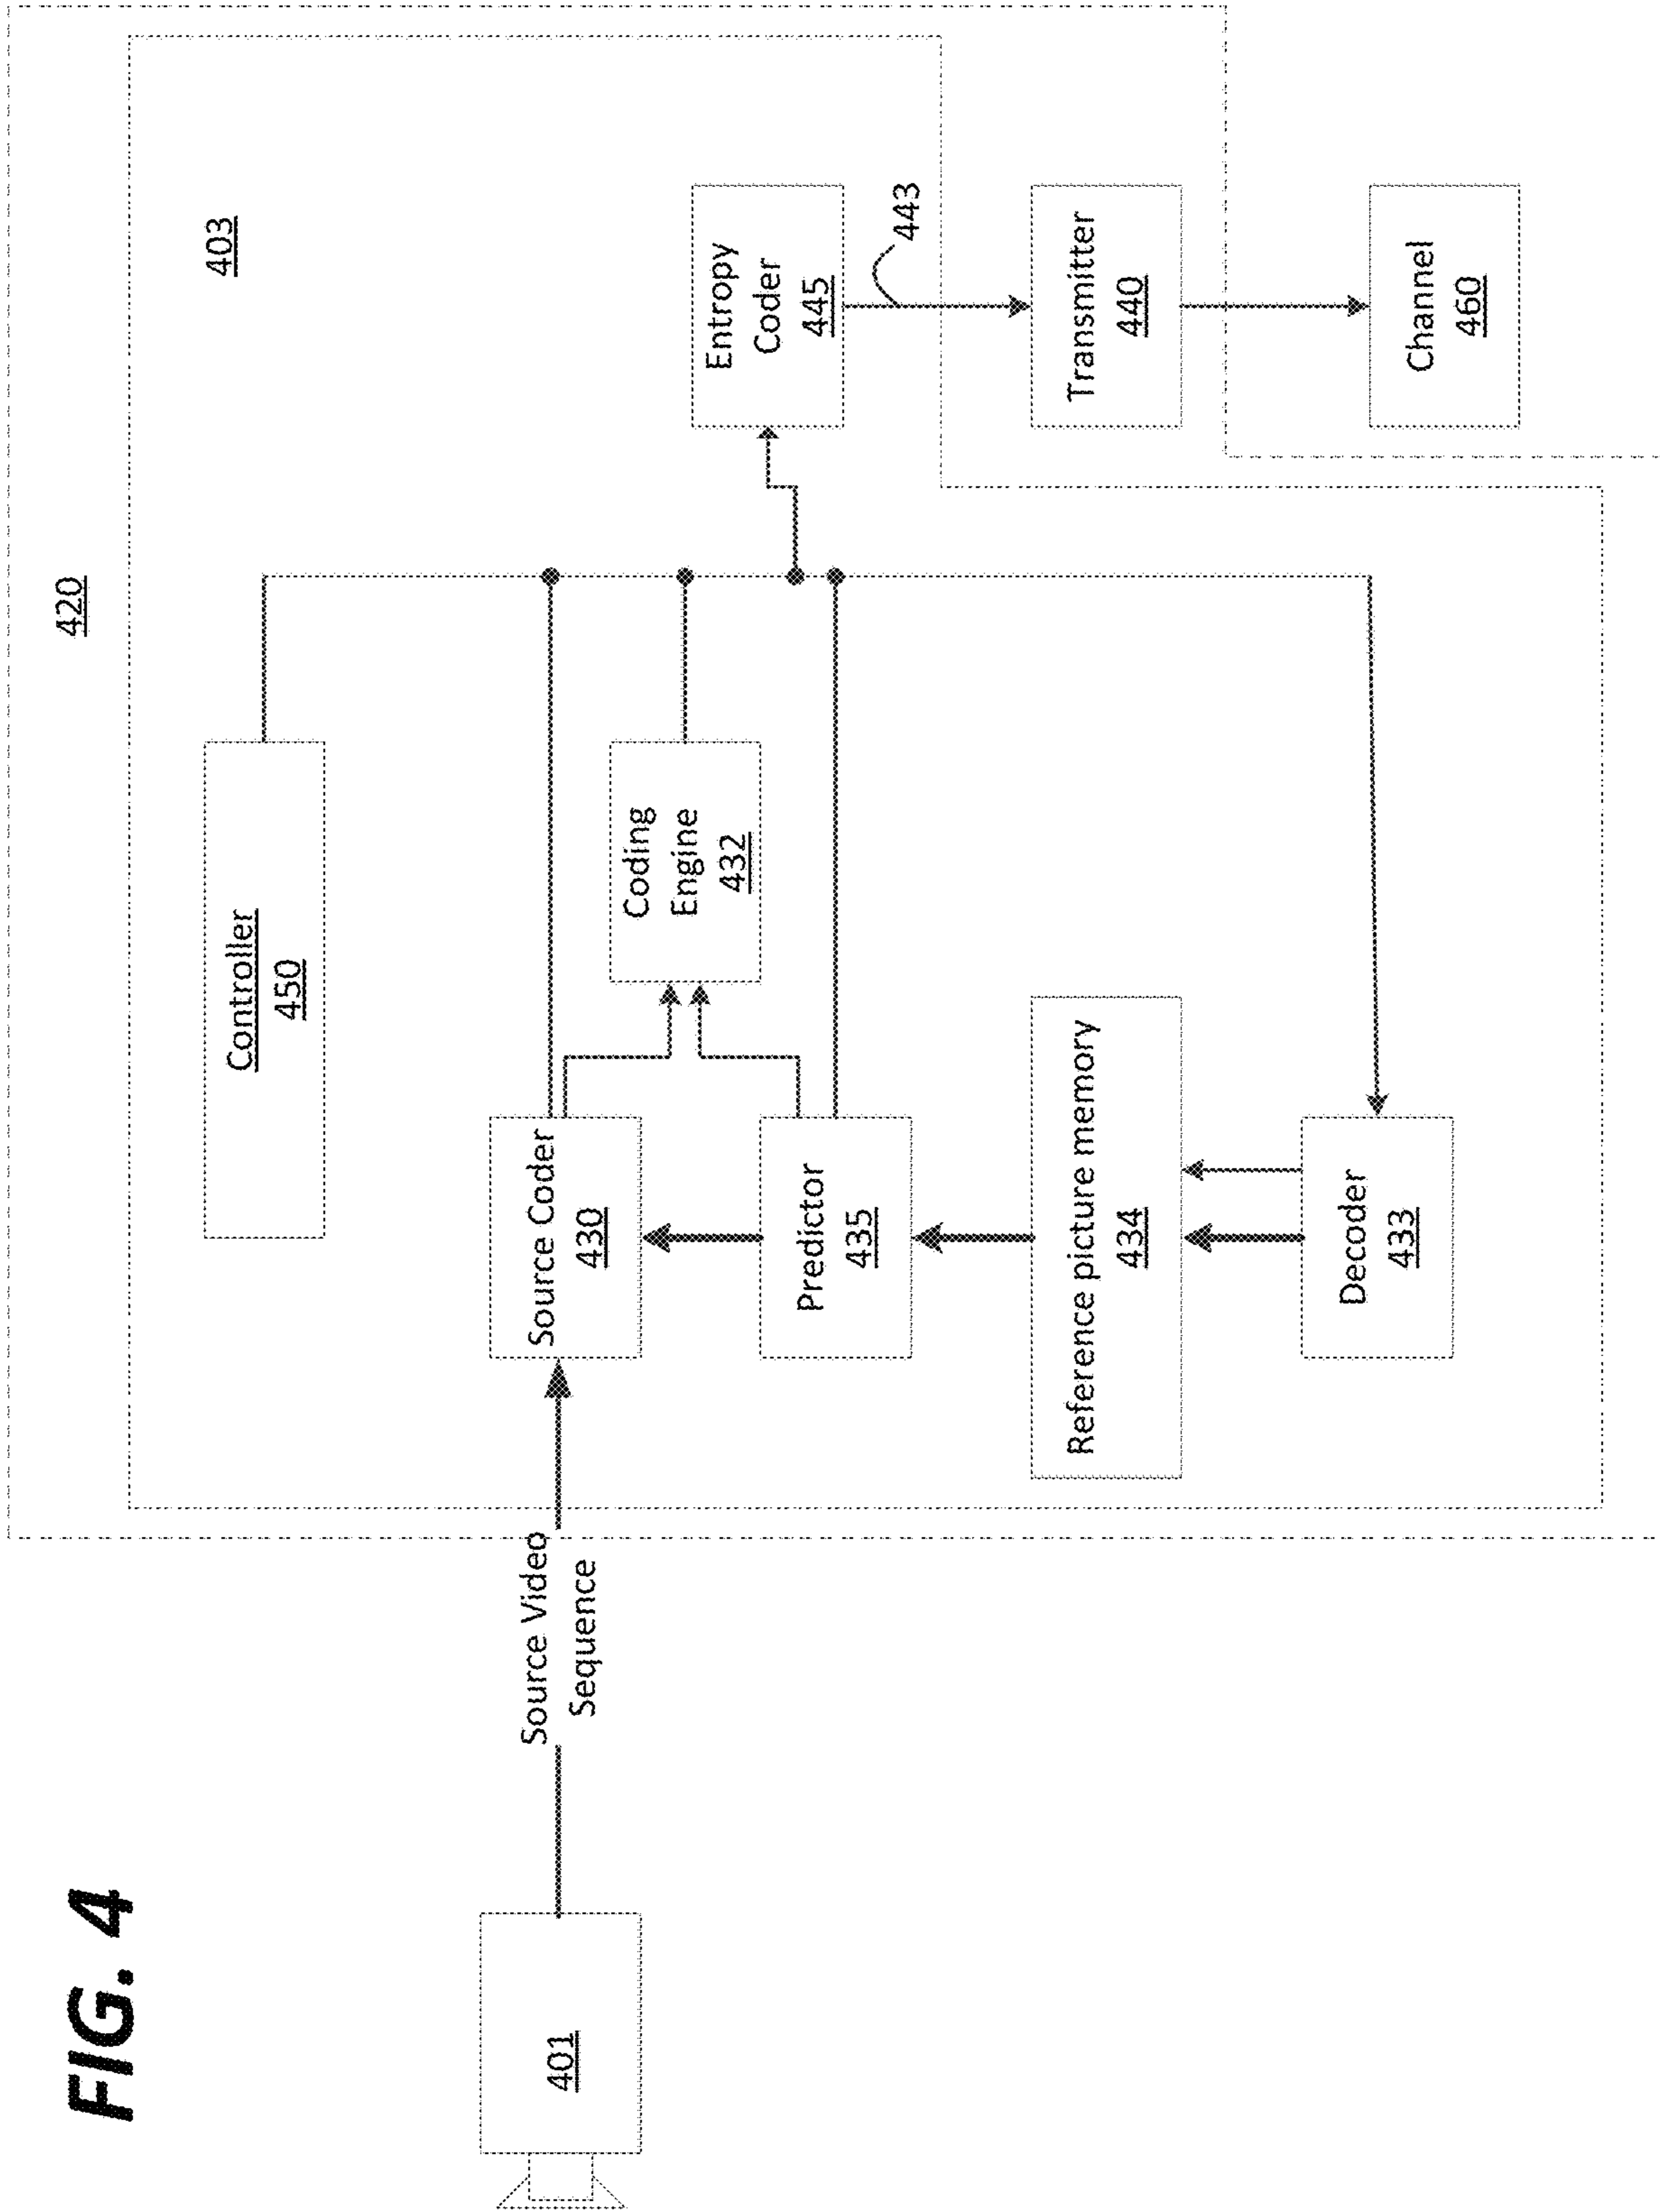 FIG. 4
420
403
Controller
450
401
Source Video
Sequence
Source Coder
430
Coding
Engine
432
Entropy
Coder
445
443
Predictor
435
Reference picture memory
434
Transmitter
440
Decoder
433
Channel
460